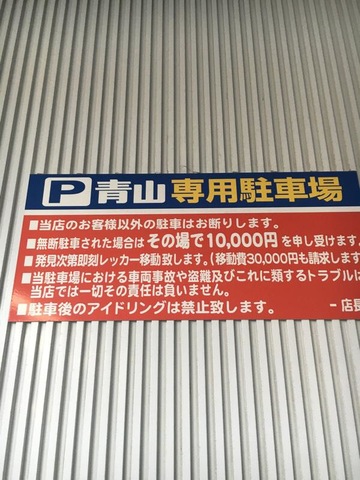 P 青山 専用駐車場
■当店のお客様以外の駐車はお断りします。
■無断駐車された場合はその場で10,000円を申し受けます
■発見次第即刻レッカー移動致します。(移動費30,000円も請求します
■当駐車場における車両事故や盗難及びこれに類するトラブル
当店では一切その責任は負いません。
■駐車後のアイドリングは禁止致します。 -店長